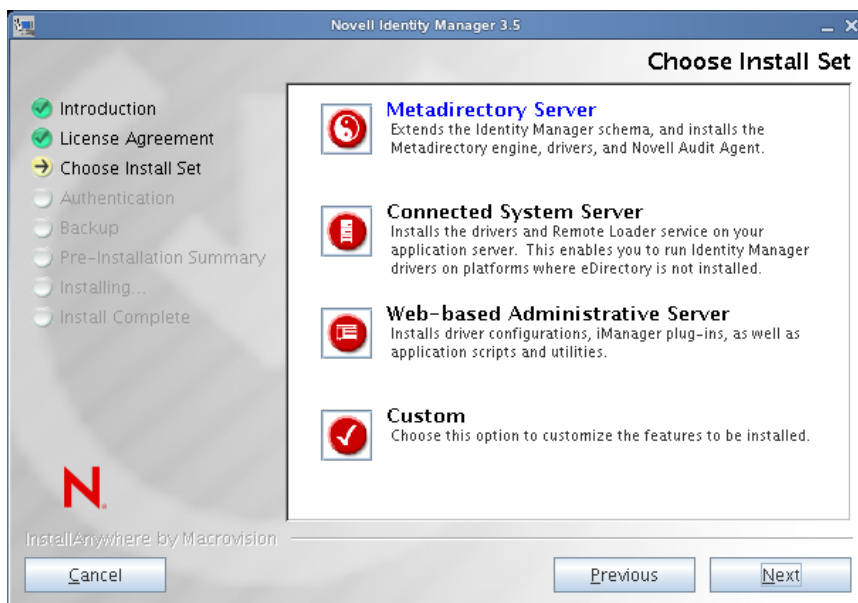 Novell Identity Manager 3.5
Choose Install Set
Introduction
License Agreement
Choose Install Set
Authentication
Backup
Pre-Installation Summary
Installing...
Install Complete
Metadirectory Server
Extends the Identity Manager schema, and installs the
Metadirectory engine, drivers, and Novell Audit Agent.
Connected System Server
Installs the drivers and Remote Loader service on your
application server. This enables you to run Identity Manager
drivers on platforms where eDirectory is not installed.
Web-based Administrative Server
Installs driver configurations, iManager plug-ins, as well as
application scripts and utilities.
Custom
Choose this option to customize the features to be installed.
N
InstallAnywhere by Macrovision
Cancel
Previous
Next